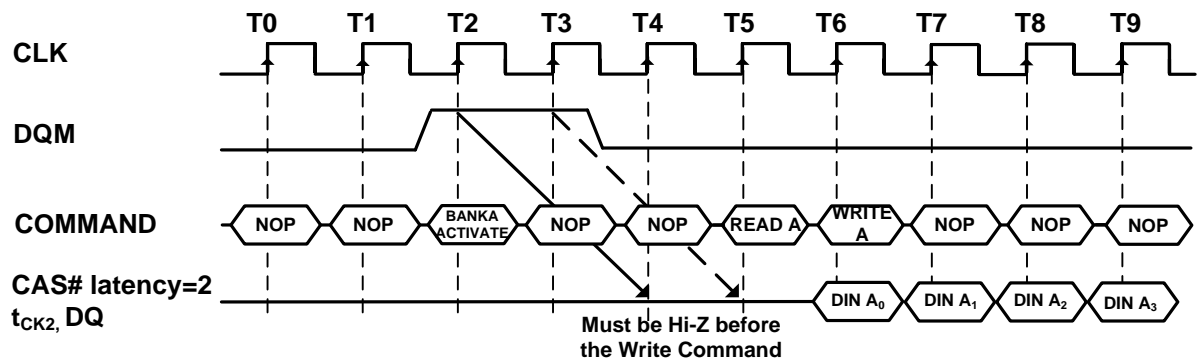 T0 T1 T2 T3 T4 T5 T6 T7 T8 T9
CLK
DQM
COMMAND NOP NOP BANKA ACTIVATE NOP NOP READ A WRITE A NOP NOP NOP
CAS# latency=2
tCK2, DQ DIN A0 DIN A1 DIN A2 DIN A3
Must be Hi-Z before
the Write Command